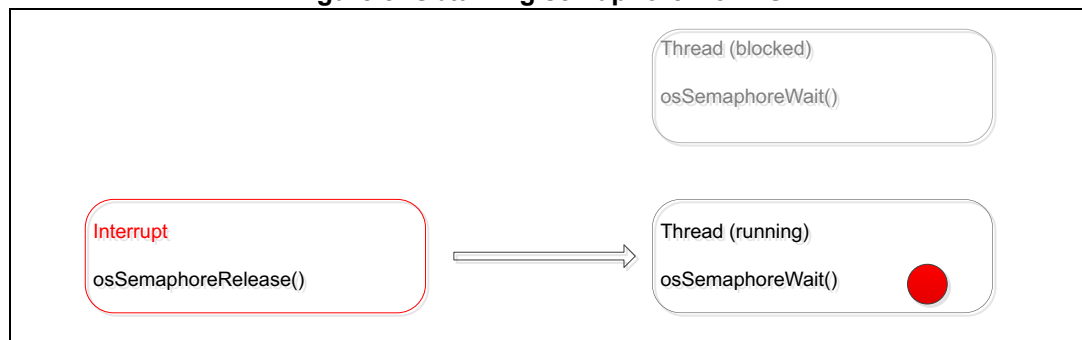 Thread (blocked)
osSemaphoreWait()
Interrupt
osSemaphoreRelease()
Thread (running)
osSemaphoreWait()